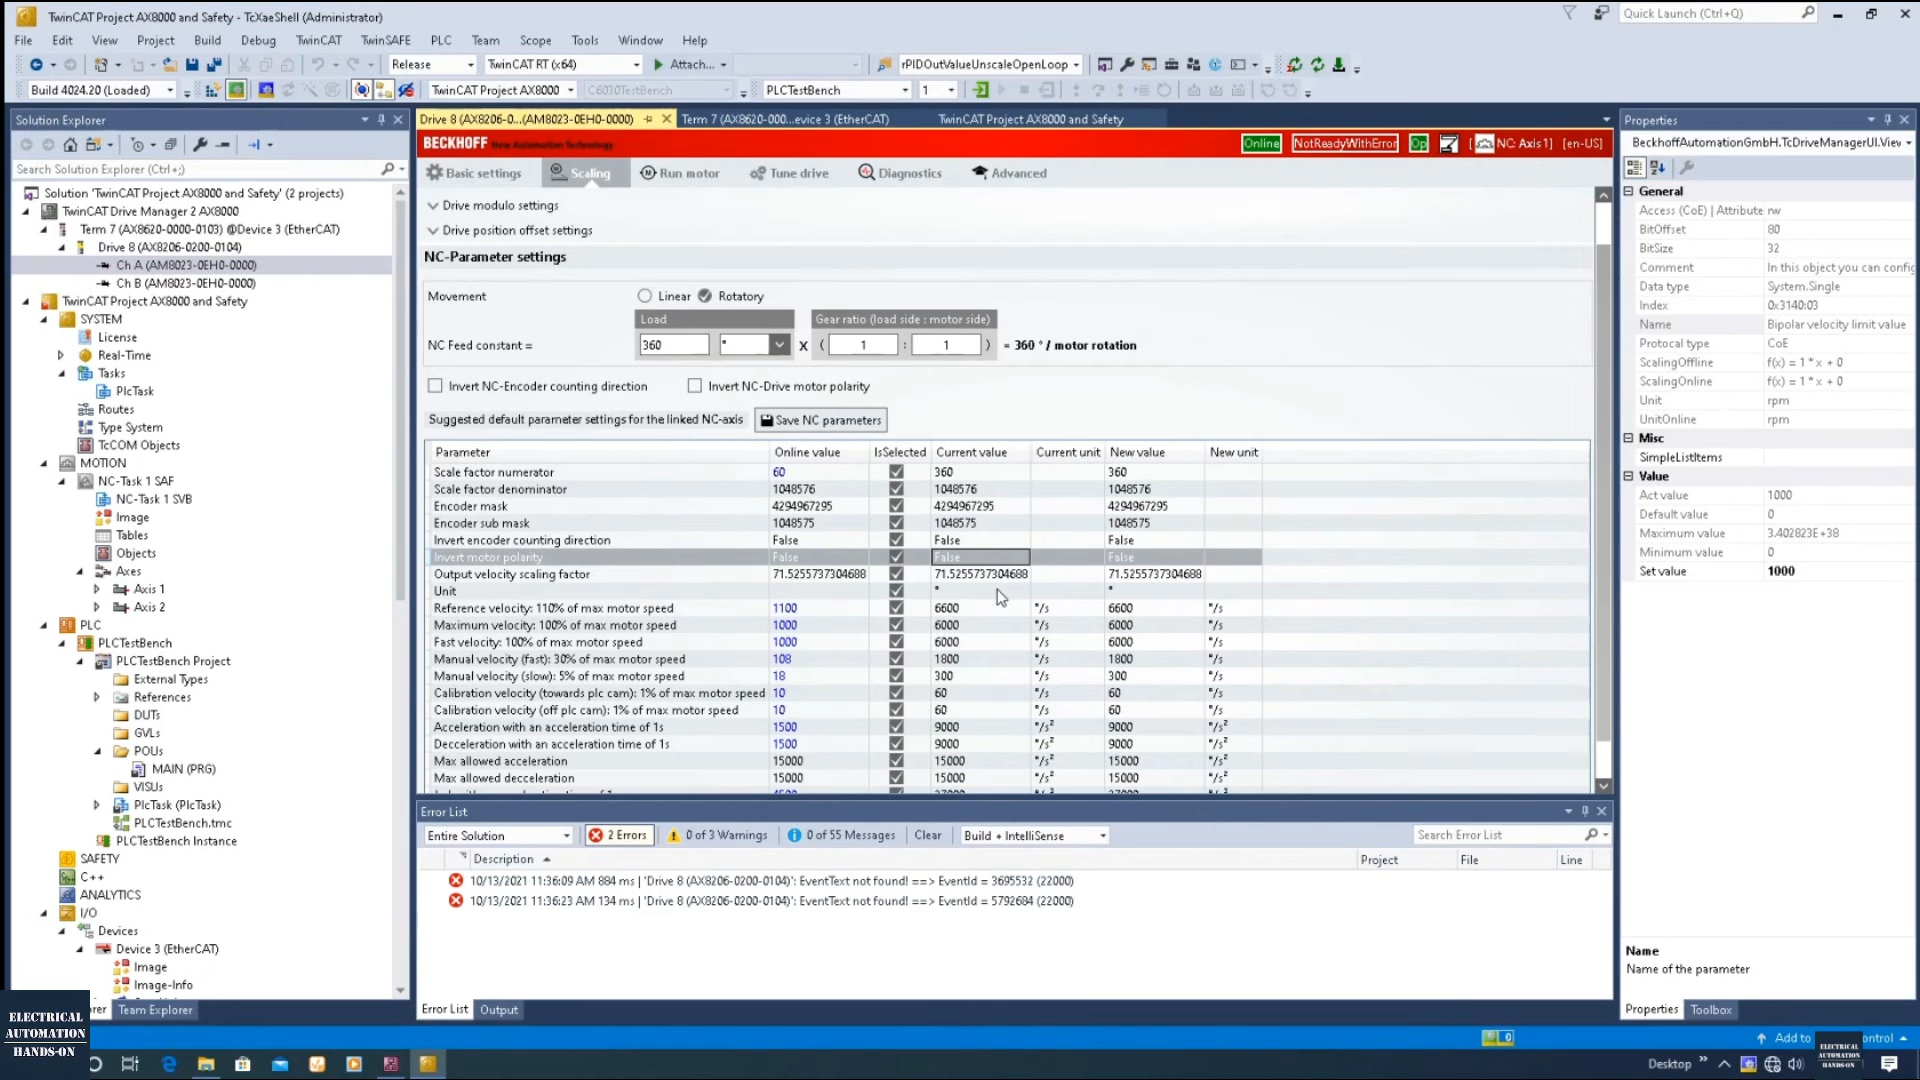 TwinCAT Project AX8000 and Safety - TcXaeShell (Administrator)
Quick Launch (Ctrl+Q)
File Edit View Project Build Debug TwinCAT TwinSAFE PLC Team Scope Tools Window Help
Release TwinCAT RT (x64) Attach... rPIDOutValueUnscaleOpenLoop
Build 4024.20 (Loaded) TwinCAT Project AX8000 C6030TestBench PLCTestBench 1
Solution Explorer
Search Solution Explorer (Ctrl+;)
Solution 'TwinCAT Project AX8000 and Safety' (2 projects)
TwinCAT Drive Manager 2 AX8000
Term 7 (AX8620-0000-0103) @Device 3 (EtherCAT)
Drive 8 (AX8206-0200-0104)
Ch A (AM8023-0EH0-0000)
Ch B (AM8023-0EH0-0000)
TwinCAT Project AX8000 and Safety
SYSTEM
License
Real-Time
Tasks
PlcTask
Routes
Type System
TcCOM Objects
MOTION
NC-Task 1 SAF
NC-Task 1 SVB
Image
Tables
Objects
Axes
Axis 1
Axis 2
PLC
PLCTestBench
PLCTestBench Project
External Types
References
DUTs
GVLs
POUs
MAIN (PRG)
VISUs
PlcTask (PlcTask)
PLCTestBench.tmc
PLCTestBench Instance
SAFETY
C++
ANALYTICS
I/O
Devices
Device 3 (EtherCAT)
Image
Image-Info
rer Team Explorer
Drive 8 (AX8206-0...(AM8023-0EH0-0000) Term 7 (AX8620-000...evice 3 (EtherCAT) TwinCAT Project AX8000 and Safety
BECKHOFF New Automation Technology Online NotReadyWithError Op [ NC: Axis 1] [en-US]
Basic settings Scaling Run motor Tune drive Diagnostics Advanced
Drive modulo settings
Drive position offset settings
NC-Parameter settings
Movement Linear Rotatory
Load Gear ratio (load side : motor side)
NC Feed constant = 360 ° x ( 1 : 1 ) = 360 ° / motor rotation
Invert NC-Encoder counting direction Invert NC-Drive motor polarity
Suggested default parameter settings for the linked NC-axis Save NC parameters
Parameter Online value IsSelected Current value Current unit New value New unit
Scale factor numerator 60 360 360
Scale factor denominator 1048576 1048576 1048576
Encoder mask 4294967295 4294967295 4294967295
Encoder sub mask 1048575 1048575 1048575
Invert encoder counting direction False False False
Invert motor polarity False False False
Output velocity scaling factor 71.5255737304688 71.5255737304688 71.5255737304688
Unit ° °
Reference velocity: 110% of max motor speed 1100 6600 °/s 6600 °/s
Maximum velocity: 100% of max motor speed 1000 6000 °/s 6000 °/s
Fast velocity: 100% of max motor speed 1000 6000 °/s 6000 °/s
Manual velocity (fast): 30% of max motor speed 108 1800 °/s 1800 °/s
Manual velocity (slow): 5% of max motor speed 18 300 °/s 300 °/s
Calibration velocity (towards plc cam): 1% of max motor speed 10 60 °/s 60 °/s
Calibration velocity (off plc cam): 1% of max motor speed 10 60 °/s 60 °/s
Acceleration with an acceleration time of 1s 1500 9000 °/s² 9000 °/s²
Decceleration with an acceleration time of 1s 1500 9000 °/s² 9000 °/s²
Max allowed acceleration 15000 15000 °/s² 15000 °/s²
Max allowed decceleration 15000 15000 °/s² 15000 °/s²
Error List
Entire Solution 2 Errors 0 of 3 Warnings 0 of 55 Messages Clear Build + IntelliSense Search Error List
Description Project File Line
10/13/2021 11:36:09 AM 884 ms | 'Drive 8 (AX8206-0200-0104)': EventText not found! ==> EventId = 3695532 (22000)
10/13/2021 11:36:23 AM 134 ms | 'Drive 8 (AX8206-0200-0104)': EventText not found! ==> EventId = 5792684 (22000)
Error List Output
Properties
BeckhoffAutomationGmbH.TcDriveManagerUI.View
General
Access (CoE) | Attribute rw
BitOffset 80
BitSize 32
Comment In this object you can config
Data type System.Single
Index 0x3140:03
Name Bipolar velocity limit value
Protocal type CoE
ScalingOffline f(x) = 1 * x + 0
ScalingOnline f(x) = 1 * x + 0
Unit rpm
UnitOnline rpm
Misc
SimpleListItems
Value
Act value 1000
Default value 0
Maximum value 3.402823E+38
Minimum value 0
Set value 1000
Name
Name of the parameter
Properties Toolbox
0 Add to ontrol
Desktop
ELECTRICAL
AUTOMATION
HANDS-ON
ELECTRICAL
AUTOMATION
HANDS-ON